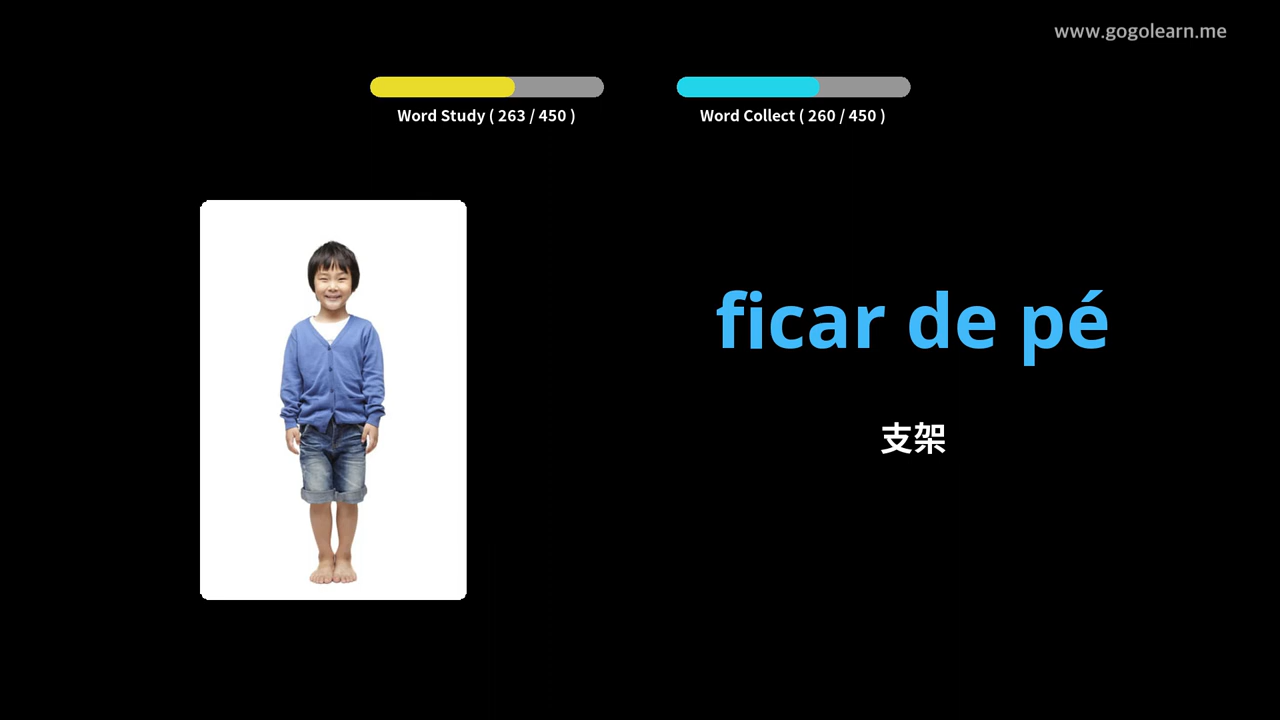 www.gogolearn.me
Word Study ( 263 / 450 )
Word Collect ( 260 / 450 )
ficar de pé
支架